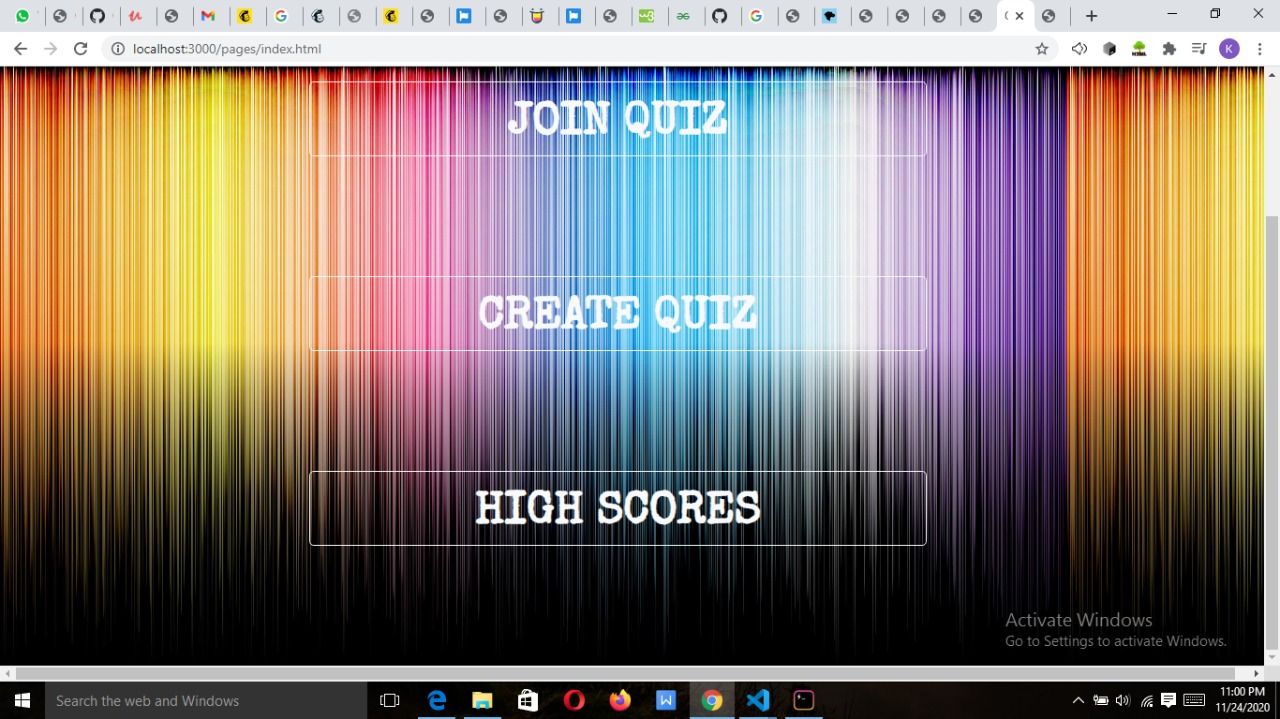 localhost:3000/pages/index.html
K
JOIN QUIZ
CREATE QUIZ
HIGH SCORES
Activate Windows
Go to Settings to activate Windows.
Search the web and Windows
11:00 PM
11/24/2020